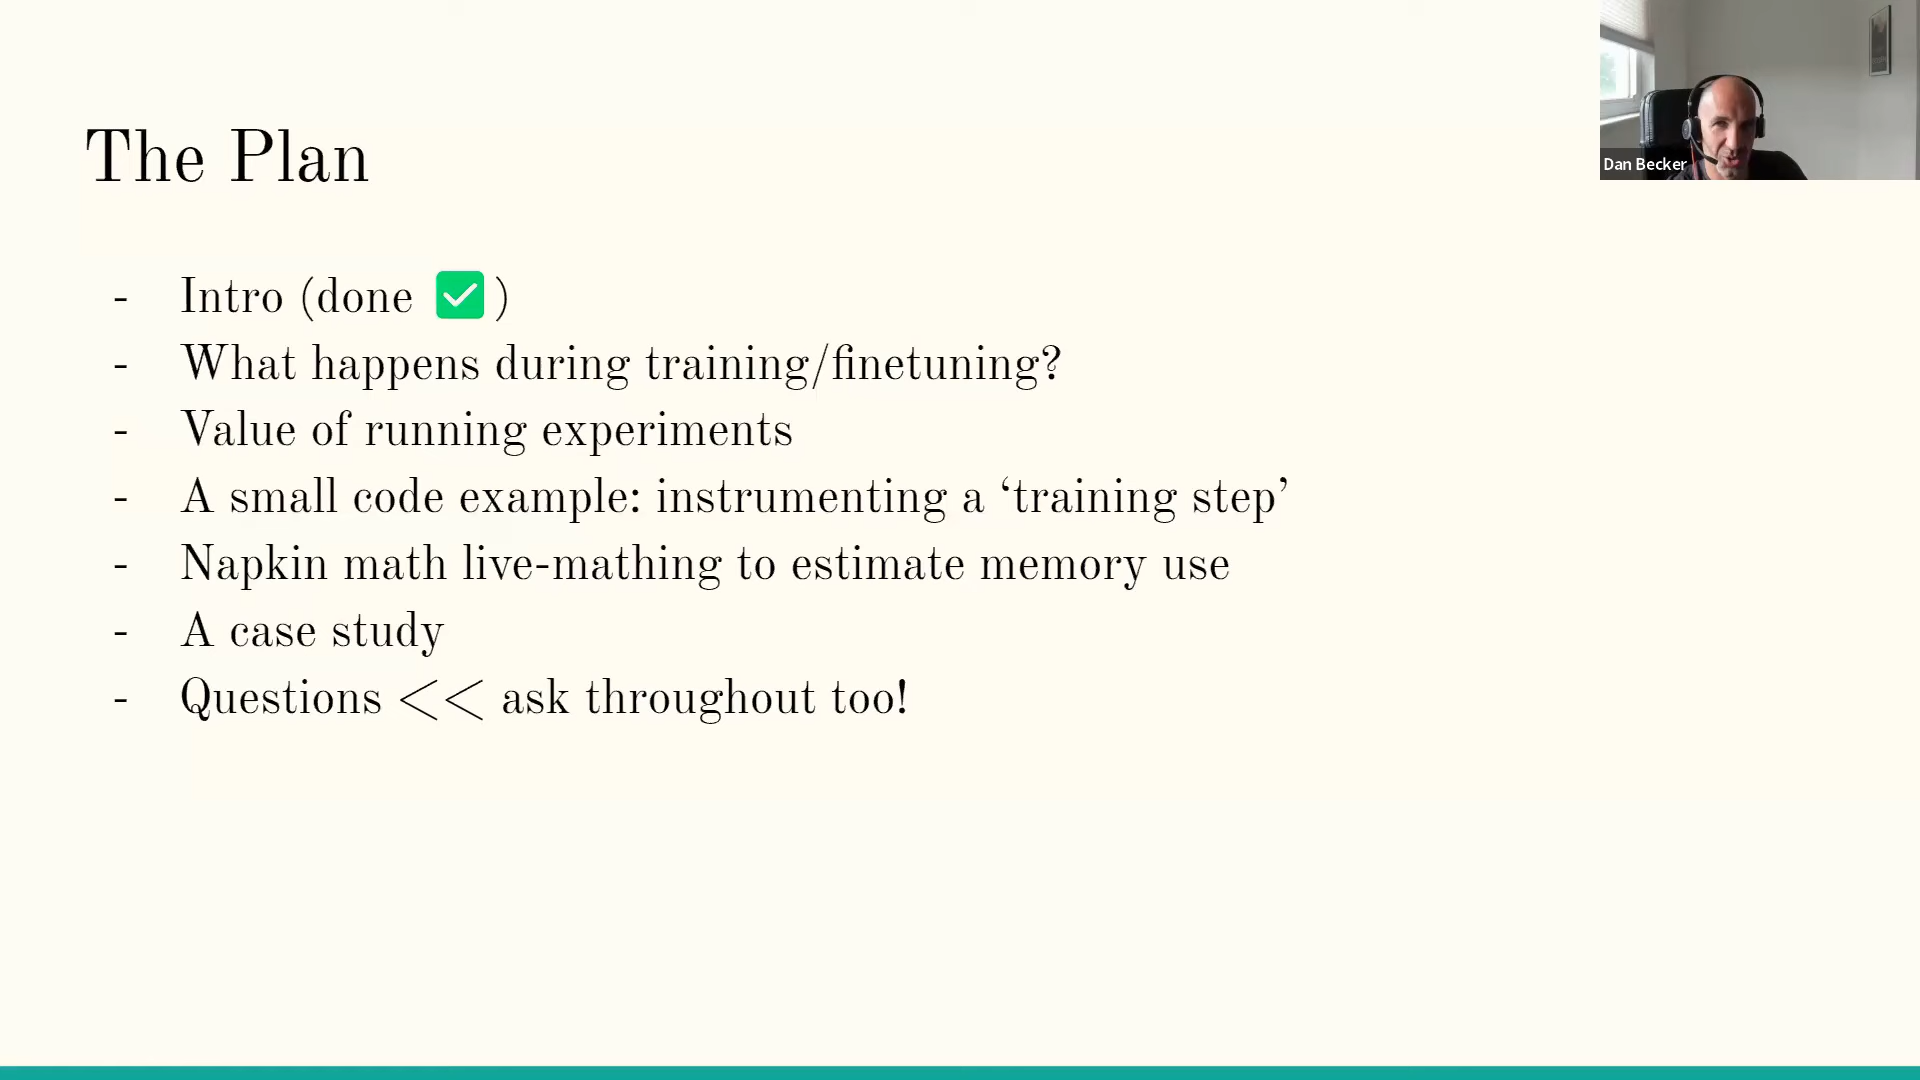 The Plan
- Intro (done ✅ )
- What happens during training/finetuning?
- Value of running experiments
- A small code example: instrumenting a ‘training step’
- Napkin math live-mathing to estimate memory use
- A case study
- Questions << ask throughout too!
Dan Becker